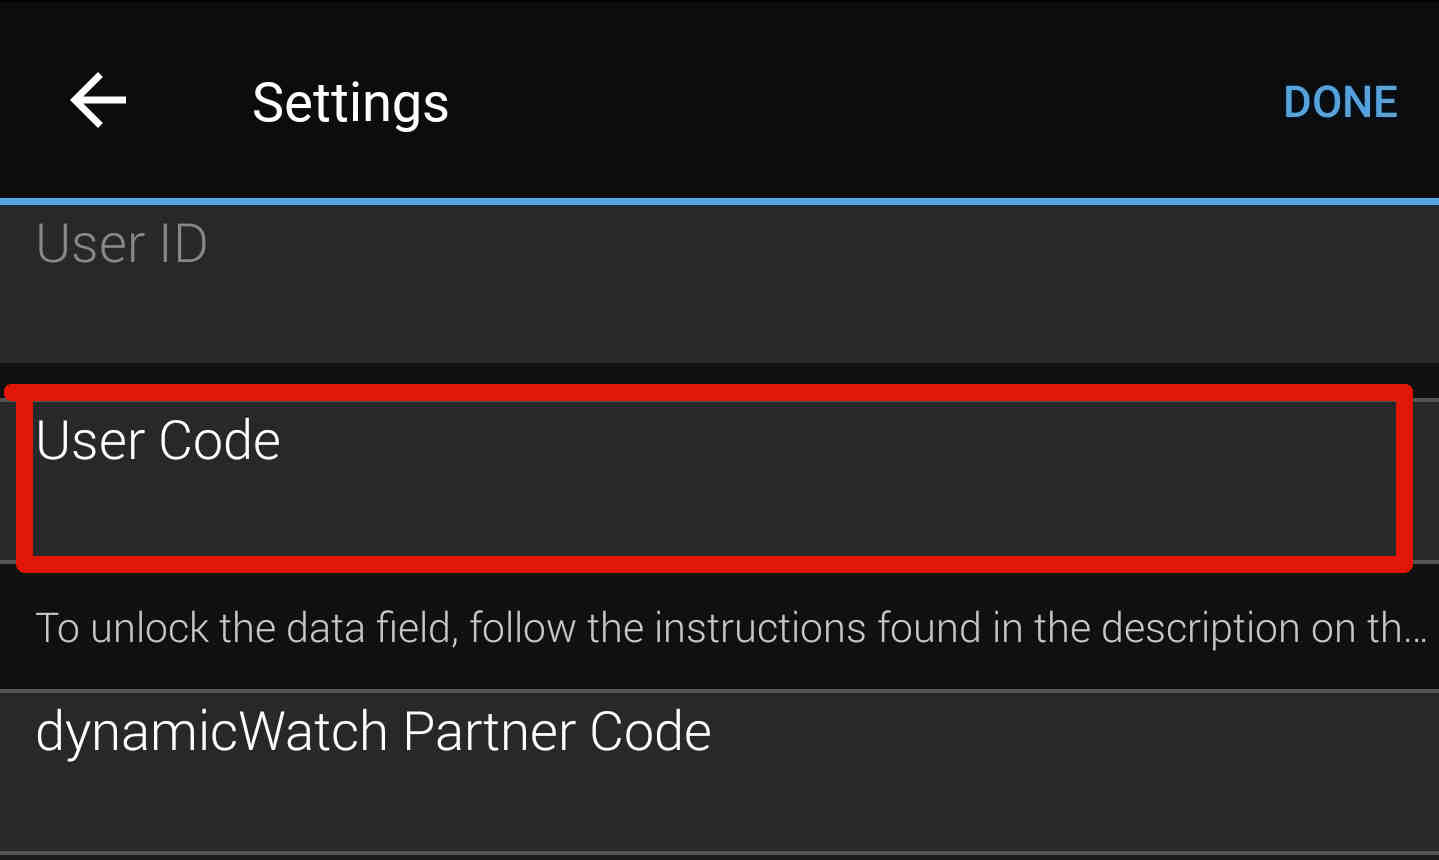 Settings
DONE
User ID
User Code
To unlock the data field, follow the instructions found in the description on th...
dynamicWatch Partner Code